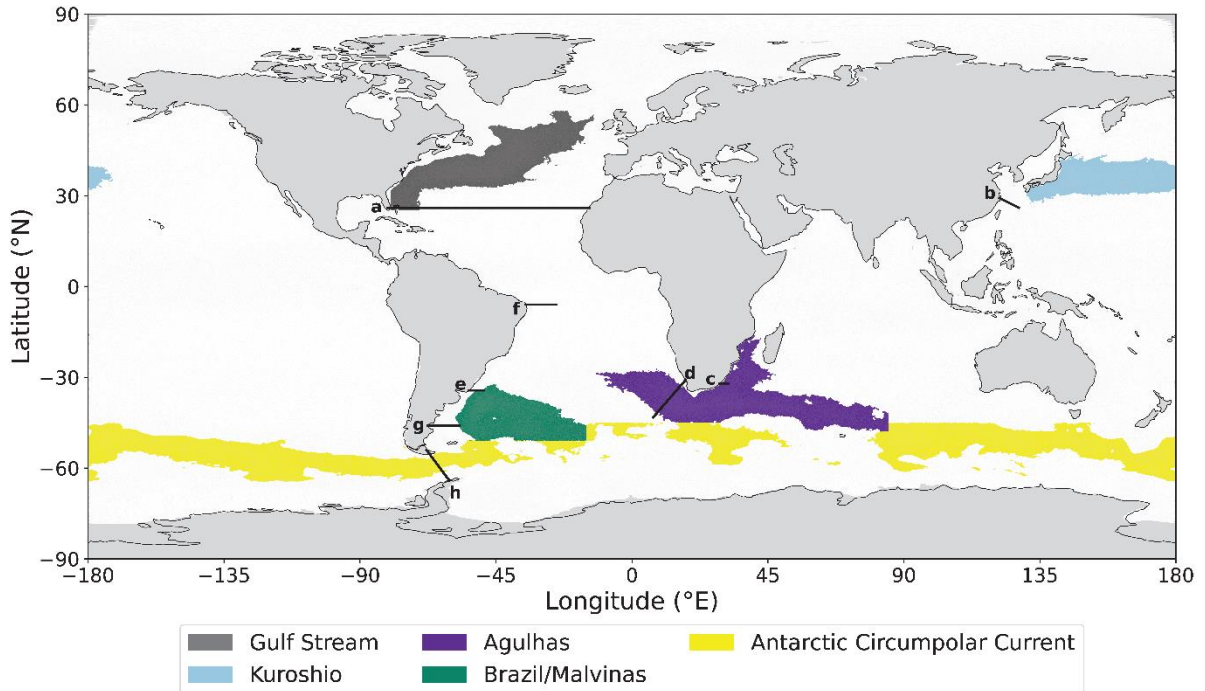 90
60
30
0
−30
−60
−90
Latitude (°N)
a
b
f
e
d
c
g
h
−180 −135 −90 −45 0 45 90 135 180
Longitude (°E)
Gulf Stream Agulhas Antarctic Circumpolar Current
Kuroshio Brazil/Malvinas